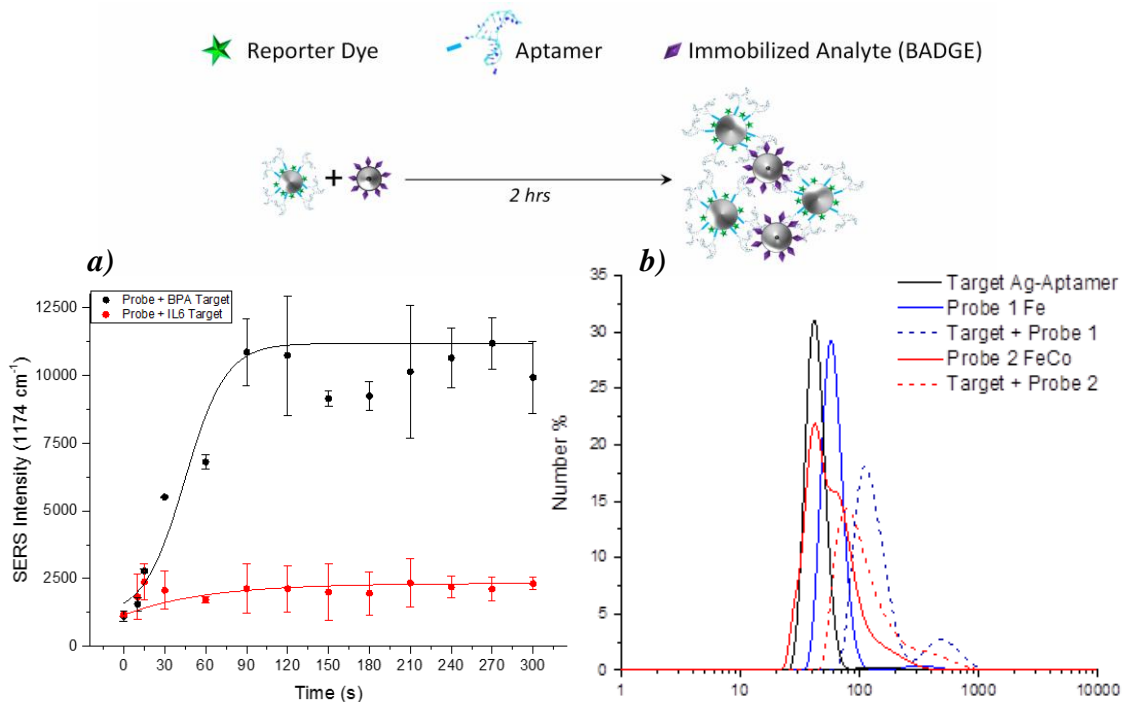 Reporter Dye
Aptamer
Immobilized Analyte (BADGE)
+
2 hrs
a)
b)
Probe + BPA Target
Probe + IL6 Target
12500
10000
7500
5000
2500
0
SERS Intensity (1174 cm⁻¹)
0 30 60 90 120 150 180 210 240 270 300
Time (s)
Target Ag-Aptamer
Probe 1 Fe
Target + Probe 1
Probe 2 FeCo
Target + Probe 2
35
30
25
20
15
10
5
0
Number %
1 10 100 1000 10000